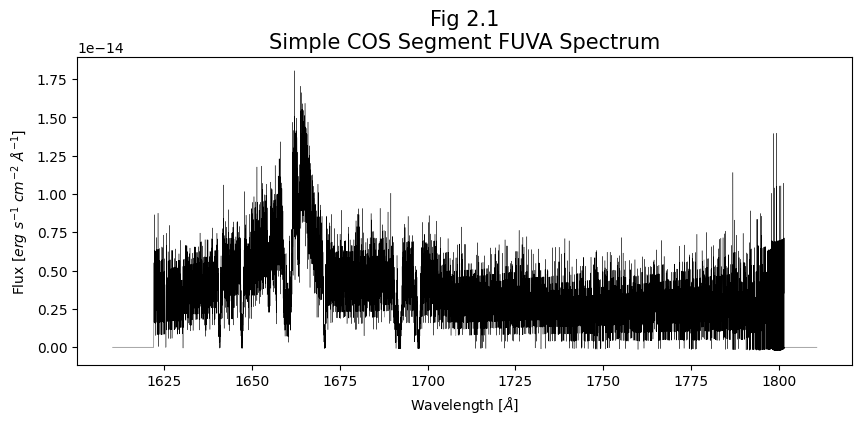 Fig 2.1
Simple COS Segment FUVA Spectrum
1e−14
1.75
1.50
1.25
1.00
0.75
0.50
0.25
0.00
Flux [erg s⁻¹ cm⁻² Å⁻¹]
1625 1650 1675 1700 1725 1750 1775 1800
Wavelength [Å]